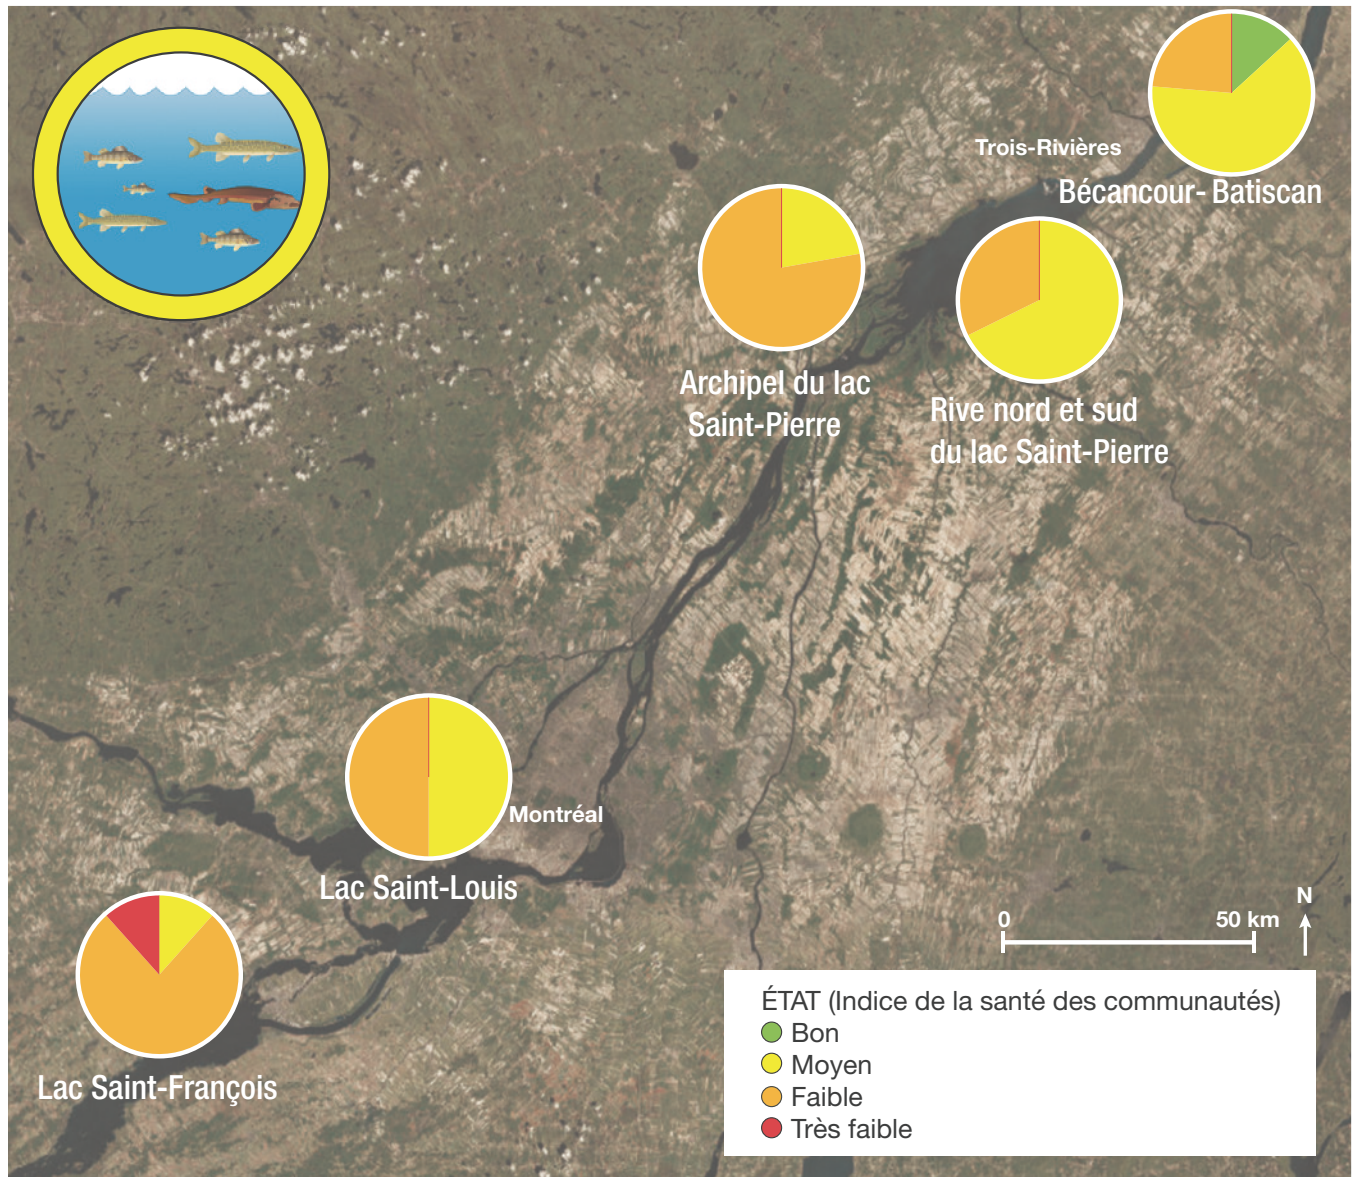 Trois-Rivières
Bécancour- Batiscan
Archipel du lac
Saint-Pierre
Rive nord et sud
du lac Saint-Pierre
Montréal
Lac Saint-Louis
Lac Saint-François
N
0 50 km
ÉTAT (Indice de la santé des communautés)
Bon
Moyen
Faible
Très faible